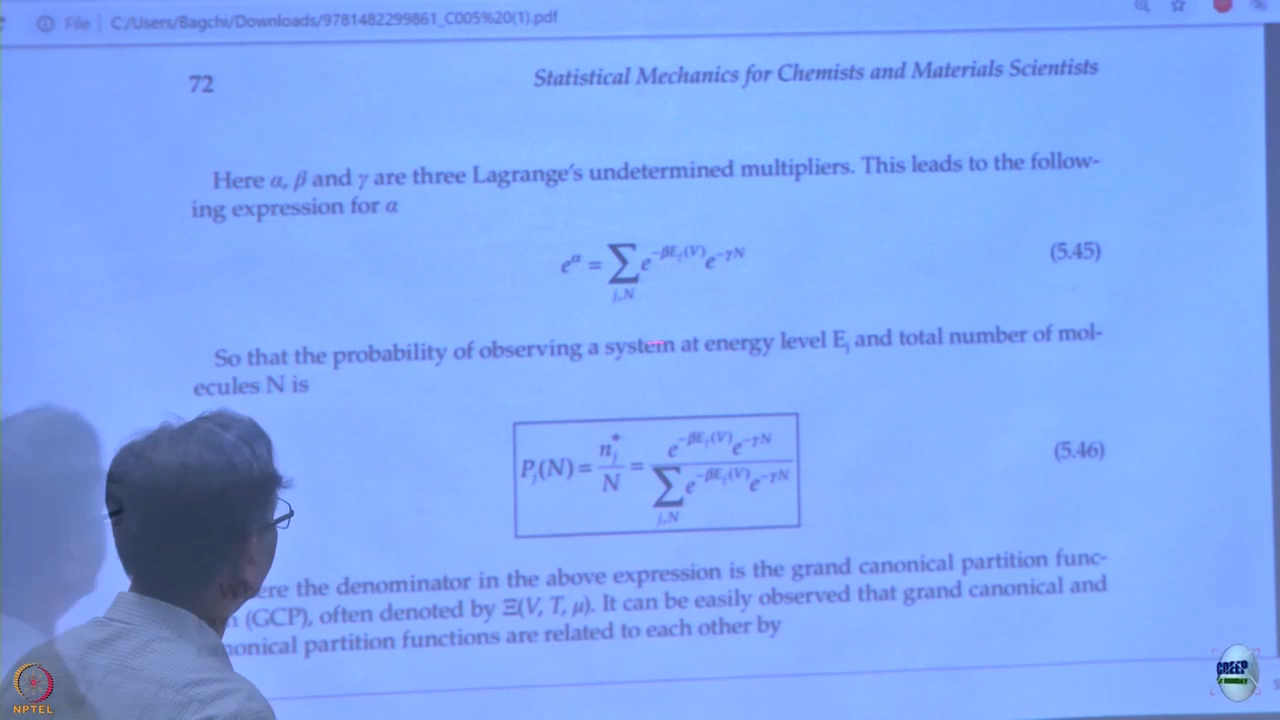 File | C:/Users/Bagchi/Downloads/9781482299861_C005%20(1).pdf
72 Statistical Mechanics for Chemists and Materials Scientists
Here α, β and γ are three Lagrange's undetermined multipliers. This leads to the follow-
ing expression for α
e^α = ∑_{j,N} e^{-βE_j(V)} e^{-γN} (5.45)
So that the probability of observing a system at energy level E_j and total number of mol-
ecules N is
P_j(N) = n_j^* / N = e^{-βE_j(V)} e^{-γN} / ∑_{j,N} e^{-βE_j(V)} e^{-γN} (5.46)
Where the denominator in the above expression is the grand canonical partition func-
n (GCP), often denoted by Ξ(V, T, μ). It can be easily observed that grand canonical and
nonical partition functions are related to each other by
NPTEL
CDEEP